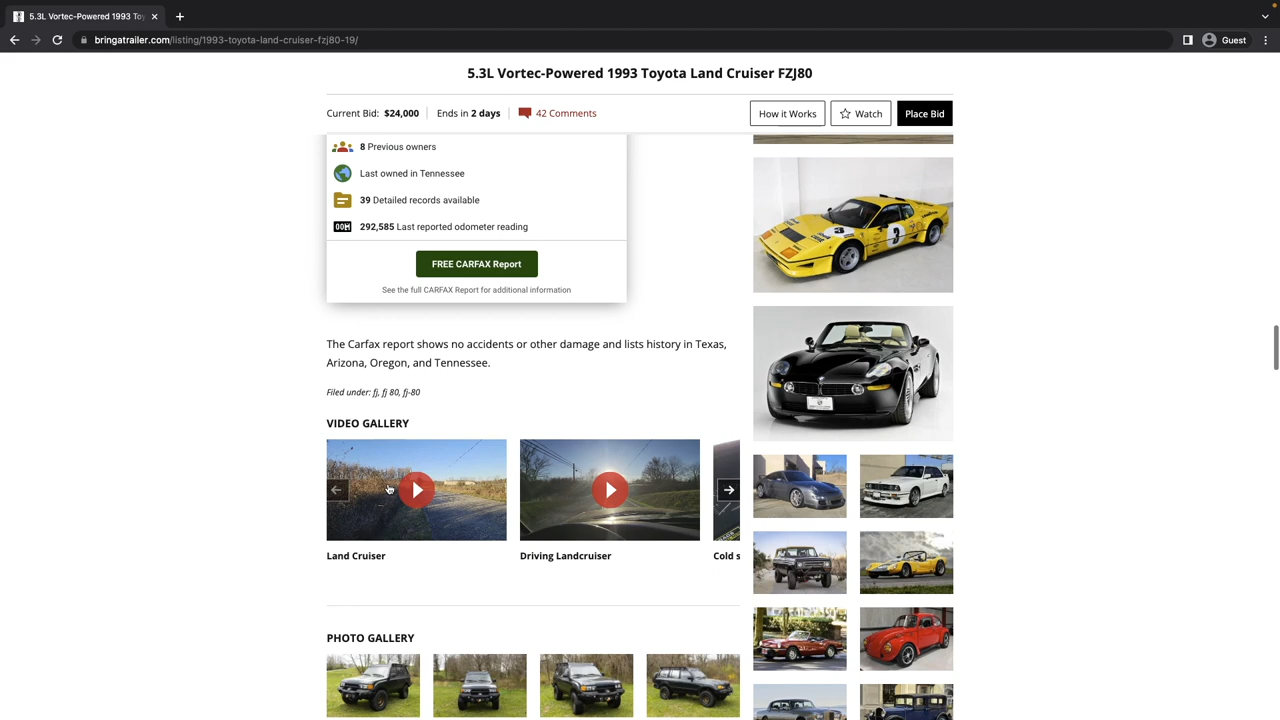 5.3L Vortec-Powered 1993 Toy
bringatrailer.com/listing/1993-toyota-land-cruiser-fzj80-19/
Guest
5.3L Vortec-Powered 1993 Toyota Land Cruiser FZJ80
Current Bid: $24,000 Ends in 2 days 42 Comments How it Works Watch Place Bid
8 Previous owners
Last owned in Tennessee
39 Detailed records available
292,585 Last reported odometer reading
FREE CARFAX Report
See the full CARFAX Report for additional information
The Carfax report shows no accidents or other damage and lists history in Texas,
Arizona, Oregon, and Tennessee.
Filed under: fj, fj 80, fj-80
VIDEO GALLERY
Land Cruiser Driving Landcruiser Cold s
PHOTO GALLERY
3